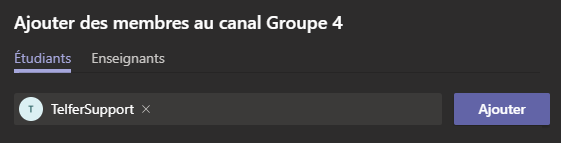 Ajouter des membres au canal Groupe 4
Étudiants Enseignants
T TelferSupport × Ajouter